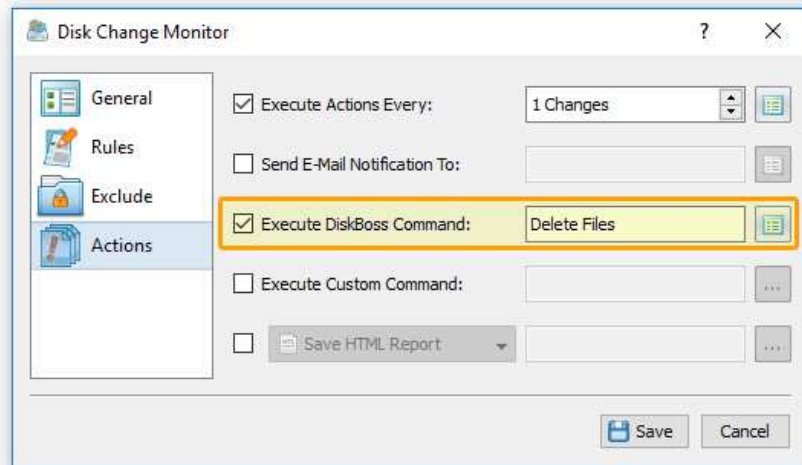 Disk Change Monitor
?
General
Rules
Exclude
Actions
Execute Actions Every:
1 Changes
Send E-Mail Notification To:
Execute DiskBoss Command:
Delete Files
Execute Custom Command:
...
Save HTML Report
...
Save
Cancel